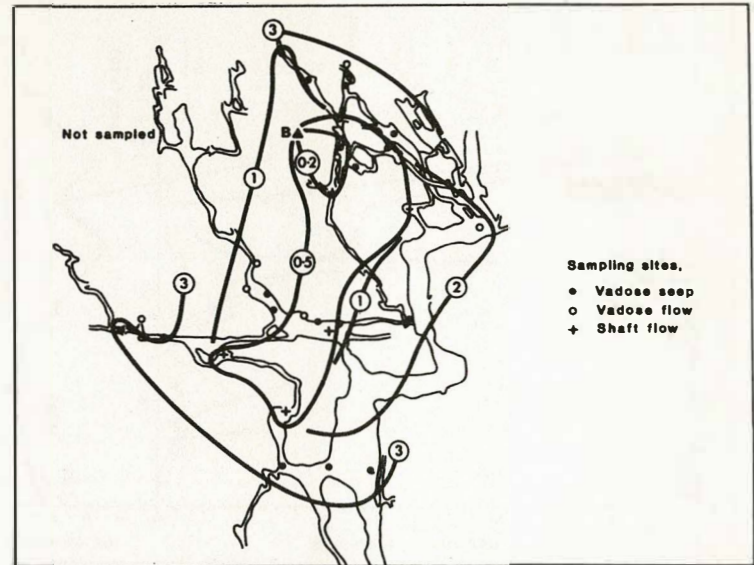 3
B
Not sampled
0·2
1
0·5
3
1
2
Sampling sites,
Vadose seep
Vadose flow
Shaft flow
3